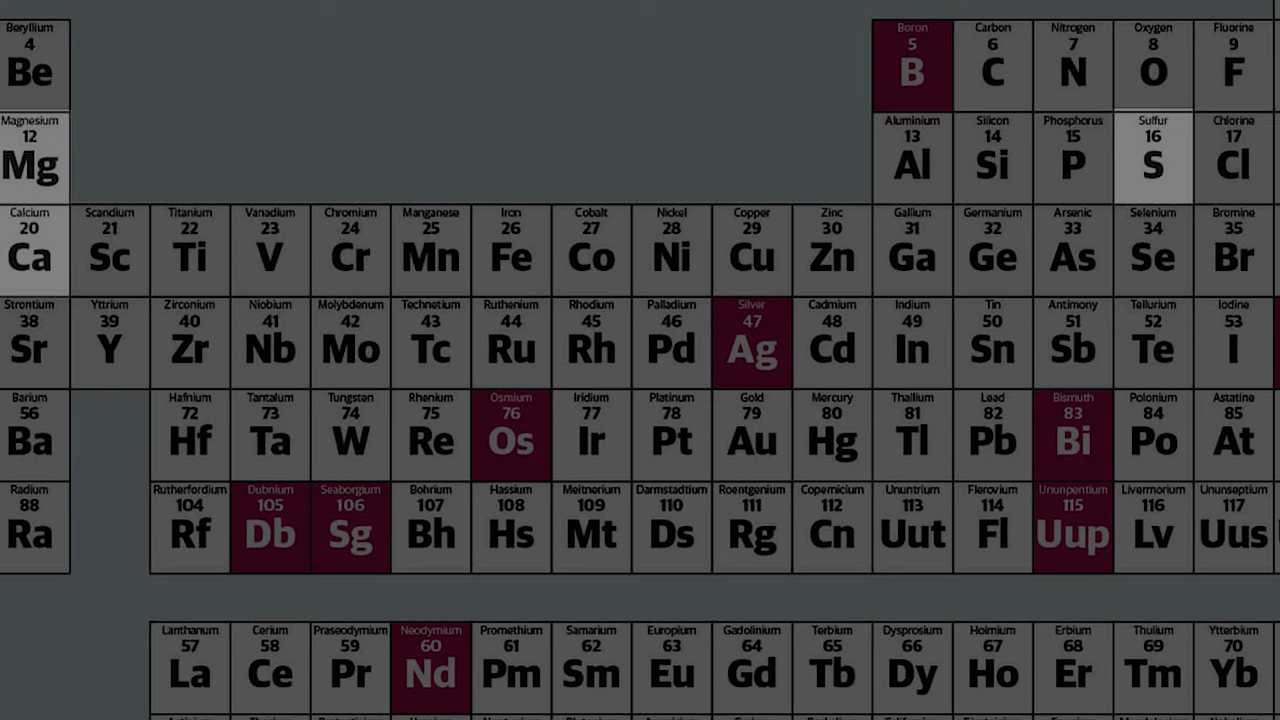 Beryllium Boron Carbon Nitrogen Oxygen Fluorine
4 5 6 7 8 9
Be B C N O F
Magnesium Aluminium Silicon Phosphorus Sulfur Chlorine
12 13 14 15 16 17
Mg Al Si P S Cl
Calcium Scandium Titanium Vanadium Chromium Manganese Iron Cobalt Nickel Copper Zinc Gallium Germanium Arsenic Selenium Bromine
20 21 22 23 24 25 26 27 28 29 30 31 32 33 34 35
Ca Sc Ti V Cr Mn Fe Co Ni Cu Zn Ga Ge As Se Br
Strontium Yttrium Zirconium Niobium Molybdenum Technetium Ruthenium Rhodium Palladium Silver Cadmium Indium Tin Antimony Tellurium Iodine
38 39 40 41 42 43 44 45 46 47 48 49 50 51 52 53
Sr Y Zr Nb Mo Tc Ru Rh Pd Ag Cd In Sn Sb Te I
Barium Hafnium Tantalum Tungsten Rhenium Osmium Iridium Platinum Gold Mercury Thallium Lead Bismuth Polonium Astatine
56 72 73 74 75 76 77 78 79 80 81 82 83 84 85
Ba Hf Ta W Re Os Ir Pt Au Hg Tl Pb Bi Po At
Radium Rutherfordium Dubnium Seaborgium Bohrium Hassium Meitnerium Darmstadtium Roentgenium Copernicium Ununtrium Flerovium Ununpentium Livermorium Ununseptium
88 104 105 106 107 108 109 110 111 112 113 114 115 116 117
Ra Rf Db Sg Bh Hs Mt Ds Rg Cn Uut Fl Uup Lv Uus
Lanthanum Cerium Praseodymium Neodymium Promethium Samarium Europium Gadolinium Terbium Dysprosium Holmium Erbium Thulium Ytterbium
57 58 59 60 61 62 63 64 65 66 67 68 69 70
La Ce Pr Nd Pm Sm Eu Gd Tb Dy Ho Er Tm Yb